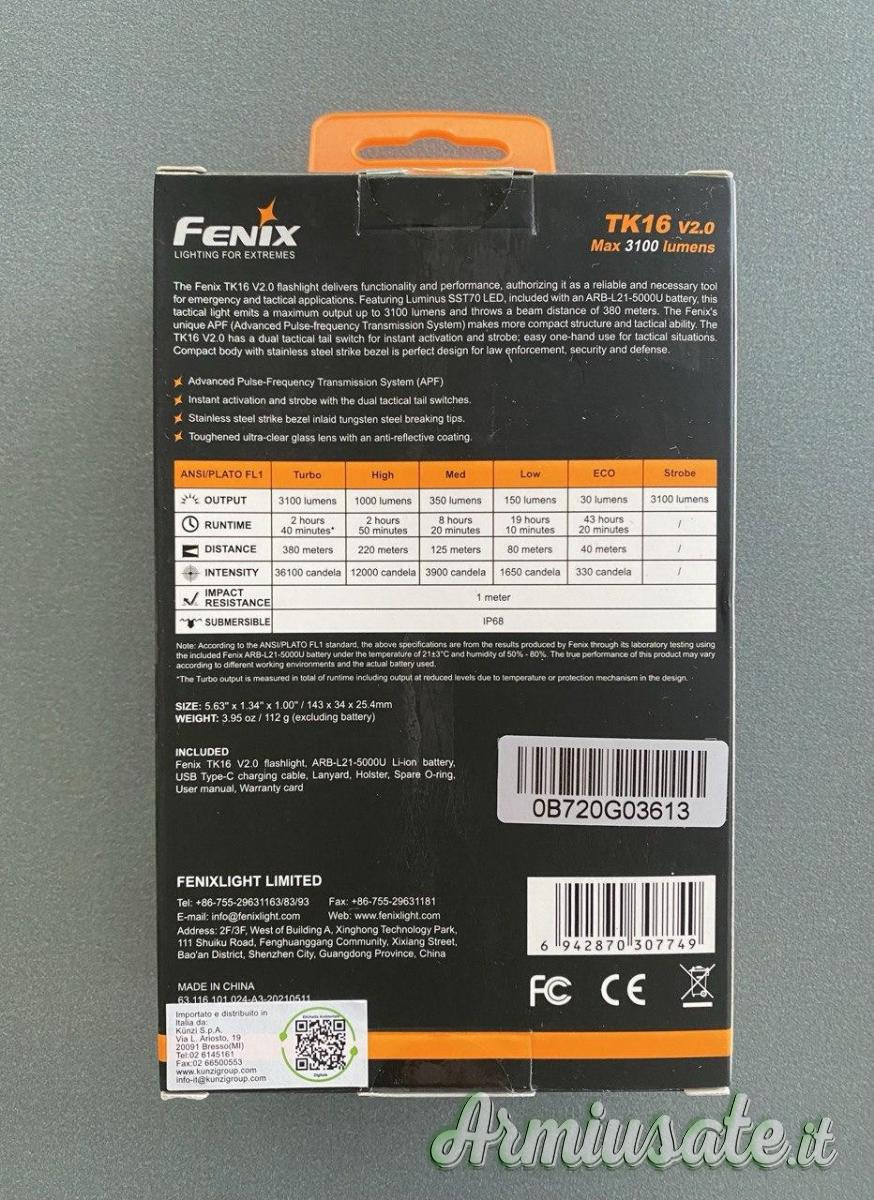 FENIX
LIGHTING FOR EXTREMES
TK16 V2.0
Max 3100 lumens
The Fenix TK16 V2.0 flashlight delivers functionality and performance, authorizing it as a reliable and necessary tool
for emergency and tactical applications. Featuring Luminus SST70 LED, included with an ARB-L21-5000U battery, this
tactical light emits a maximum output up to 3100 lumens and throws a beam distance of 380 meters. The Fenix's
unique APF (Advanced Pulse-frequency Transmission System) makes more compact structure and tactical ability. The
TK16 V2.0 has a dual tactical tail switch for instant activation and strobe; easy one-hand use for tactical situations.
Compact body with stainless steel strike bezel is perfect design for law enforcement, security and defense.
Advanced Pulse-Frequency Transmission System (APF)
Instant activation and strobe with the dual tactical tail switches.
Stainless steel strike bezel inlaid tungsten steel breaking tips.
Toughened ultra-clear glass lens with an anti-reflective coating.
ANSI/PLATO FL1 Turbo High Med Low ECO Strobe
OUTPUT 3100 lumens 1000 lumens 350 lumens 150 lumens 30 lumens 3100 lumens
RUNTIME 2 hours 40 minutes* 2 hours 50 minutes 8 hours 20 minutes 19 hours 10 minutes 43 hours 20 minutes /
DISTANCE 380 meters 220 meters 125 meters 80 meters 40 meters /
INTENSITY 36100 candela 12000 candela 3900 candela 1650 candela 330 candela /
IMPACT RESISTANCE 1 meter
SUBMERSIBLE IP68
Note: According to the ANSI/PLATO FL1 standard, the above specifications are from the results produced by Fenix through its laboratory testing using
the included Fenix ARB-L21-5000U battery under the temperature of 21±3°C and humidity of 50% - 80%. The true performance of this product may vary
according to different working environments and the actual battery used.
*The Turbo output is measured in total of runtime including output at reduced levels due to temperature or protection mechanism in the design.
SIZE: 5.63" x 1.34" x 1.00" / 143 x 34 x 25.4mm
WEIGHT: 3.95 oz / 112 g (excluding battery)
INCLUDED
Fenix TK16 V2.0 flashlight, ARB-L21-5000U Li-ion battery,
USB Type-C charging cable, Lanyard, Holster, Spare O-ring,
User manual, Warranty card
0B720G03613
FENIXLIGHT LIMITED
Tel: +86-755-29631163/83/93 Fax: +86-755-29631181
E-mail: info@fenixlight.com Web: www.fenixlight.com
Address: 2F/3F, West of Building A, Xinghong Technology Park,
111 Shuiku Road, Fenghuanggang Community, Xixiang Street,
Bao'an District, Shenzhen City, Guangdong Province, China
6 942870 307749
MADE IN CHINA
63.116.101.024-A3-20210511
FC CE
Importato e distribuito in
Italia da:
Künzi S.p.A.
Via L. Ariosto, 19
20091 Bresso(MI)
Tel:02 6145161
Fax:02 66500553
www.kunzigroup.com
info-it@kunzigroup.com
Etichetta Ambientale
Digitale
Armiusate.it